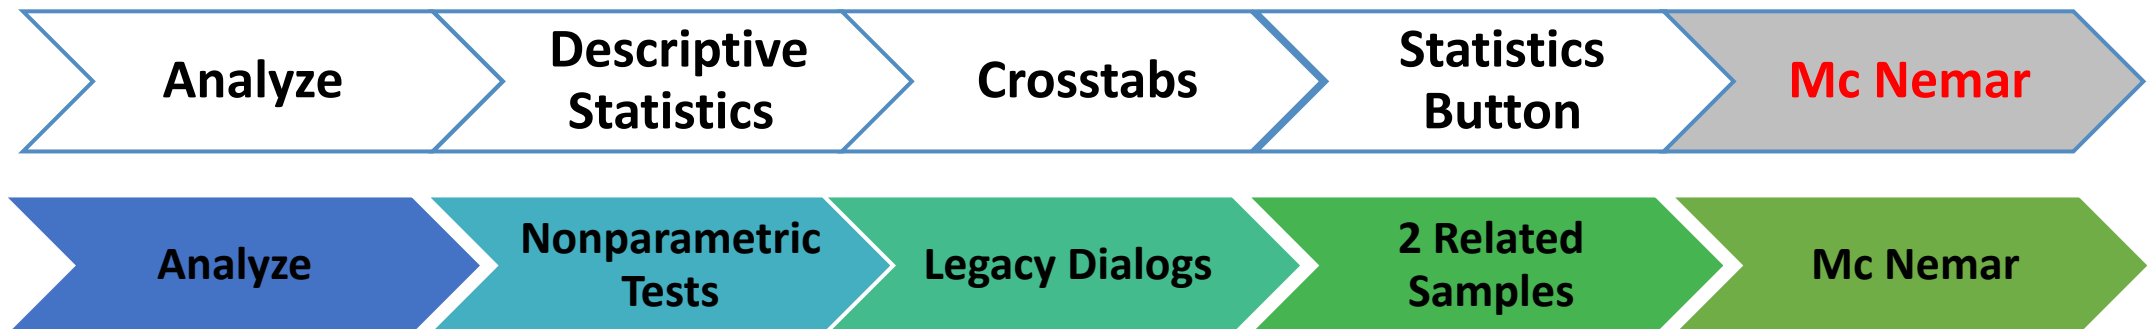 Analyze
Descriptive
Statistics
Crosstabs
Statistics
Button
Mc Nemar
Analyze
Nonparametric
Tests
Legacy Dialogs
2 Related
Samples
Mc Nemar